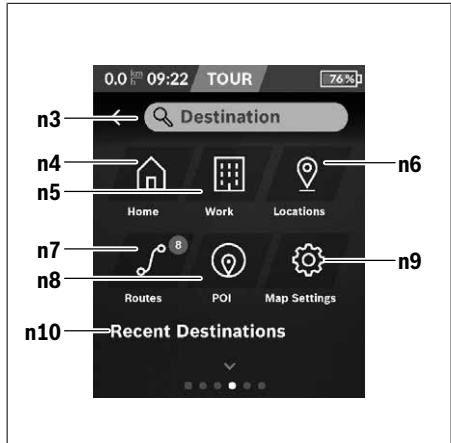 0.0 km/h 09:22 TOUR 76%
n3 Destination
n4
n5
n6
Home Work Locations
n7 8
n8
n9
Routes POI Map Settings
n10 Recent Destinations